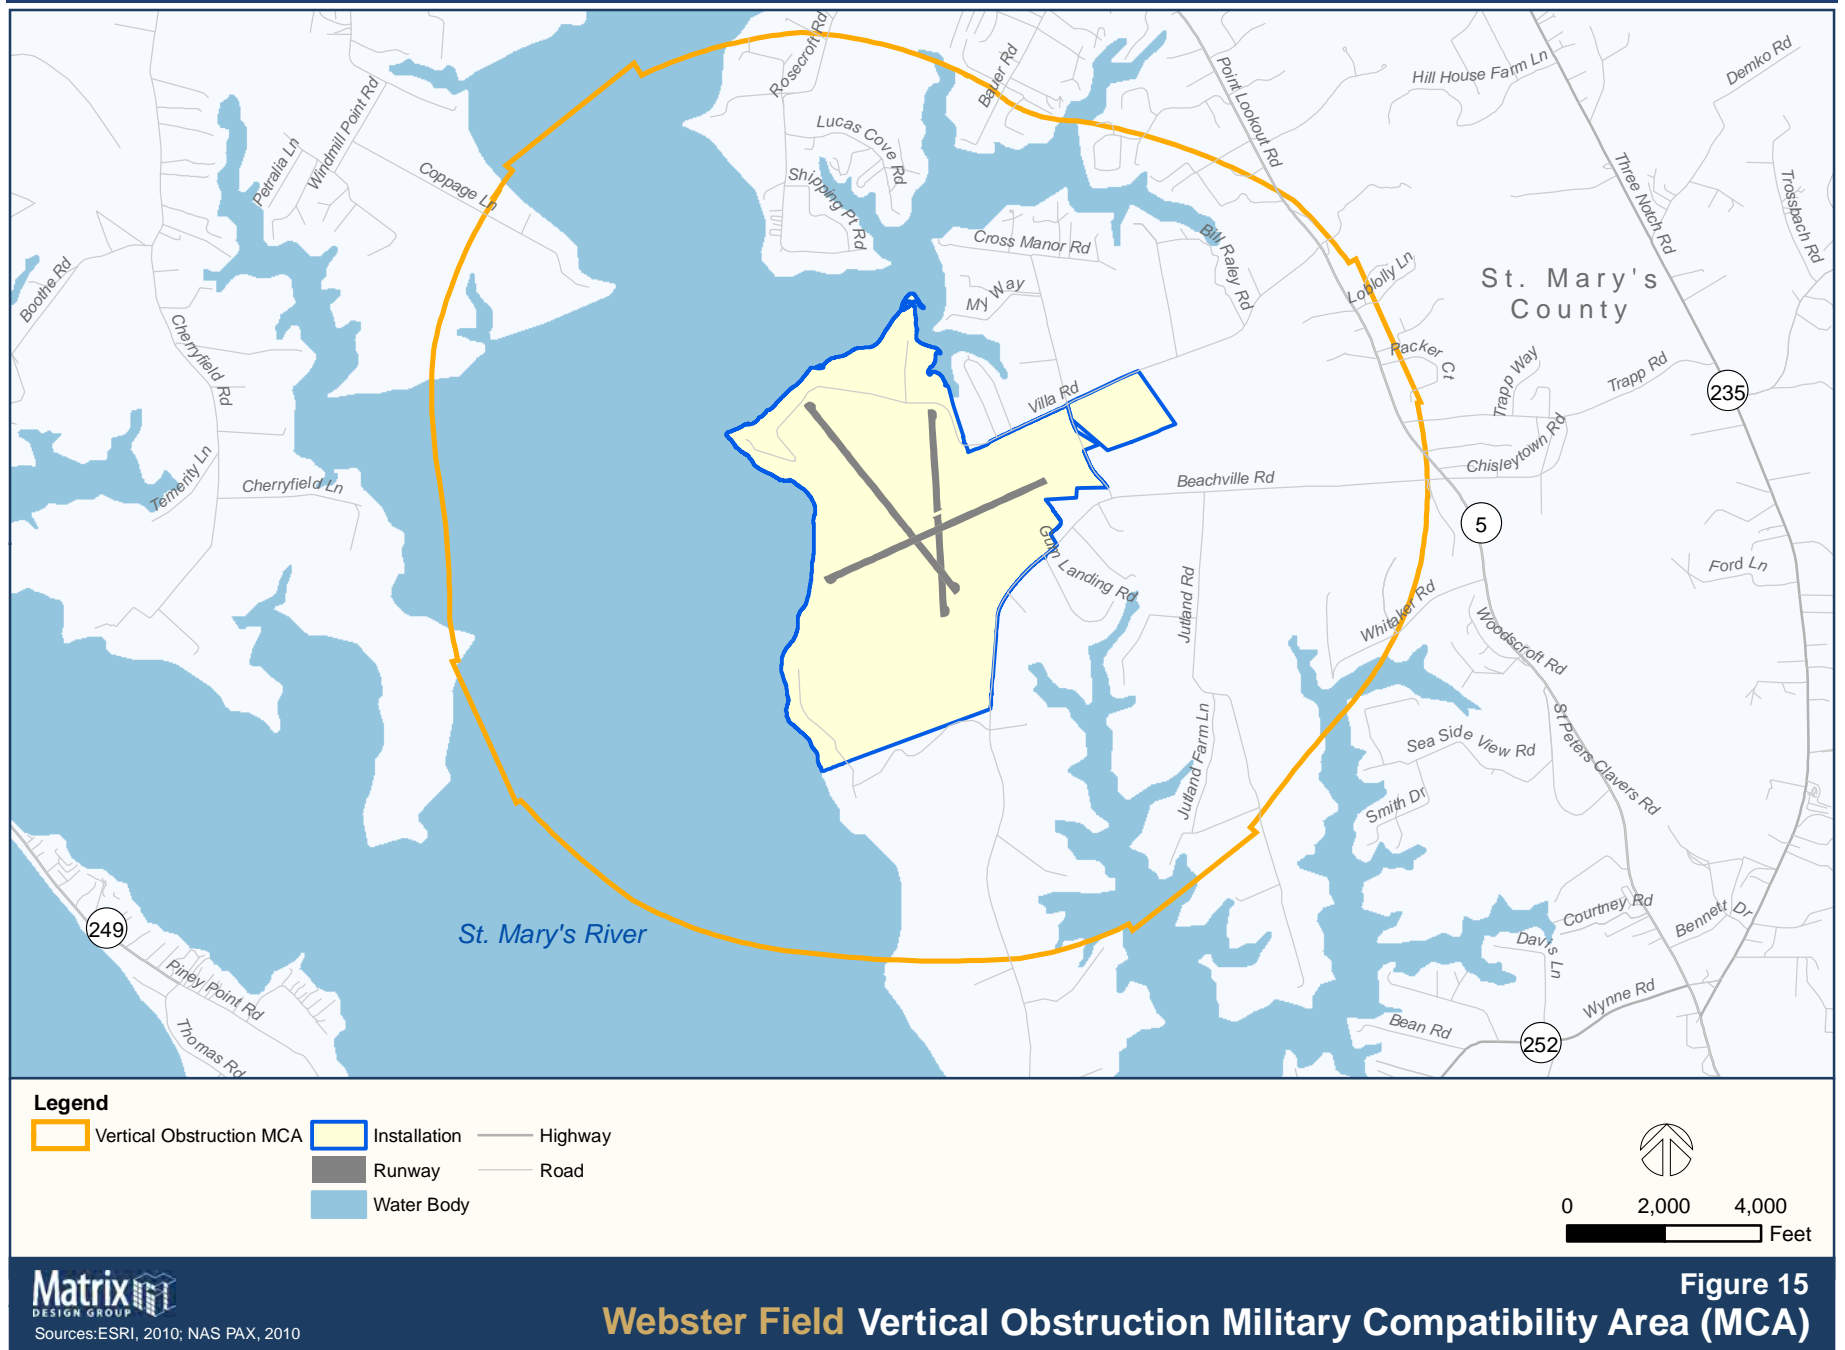 Rosecroft Rd
Bauer Rd
Point Lookout Rd
Hill House Farm Ln
Demko Rd
Petralia Ln
Windmill Point Rd
Coppage Ln
Lucas Cove Rd
Shipping Pt Rd
Three Notch Rd
Trossbach Rd
Cross Manor Rd
Bill Raley Rd
Boothe Rd
My Way
Loblolly Ln
St. Mary's
County
Cherryfield Rd
Packer Ct
Trapp Way
Trapp Rd
Villa Rd
235
Temerity Ln
Cherryfield Ln
Beachville Rd
Chisleytown Rd
5
Gum Landing Rd
Jutland Rd
Ford Ln
Whitaker Rd
Woodscroft Rd
Jutland Farm Ln
Sea Side View Rd
St Peters Clavers Rd
Smith Dr
249
St. Mary's River
Courtney Rd
Bennett Dr
Davis Ln
Piney Point Rd
Wynne Rd
Thomas Rd
Bean Rd
252
Legend
Vertical Obstruction MCA
Installation
Highway
Runway
Road
Water Body
0 2,000 4,000
Feet
Matrix
DESIGN GROUP
Sources:ESRI, 2010; NAS PAX, 2010
Figure 15
Webster Field Vertical Obstruction Military Compatibility Area (MCA)